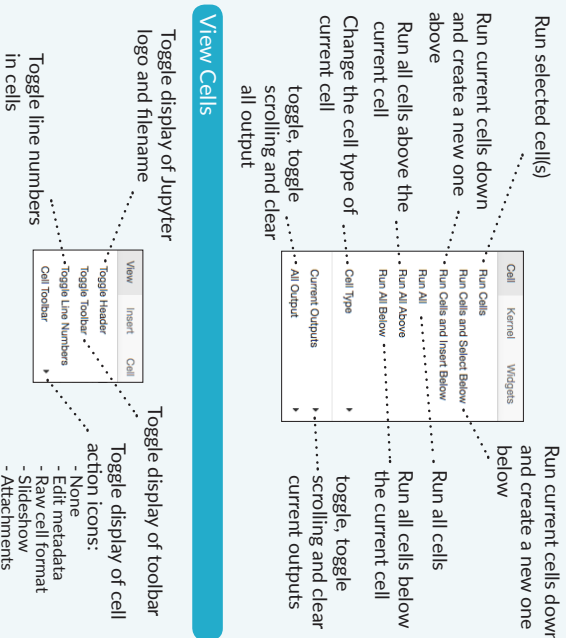 Run selected cell(s)
Run current cells down
and create a new one
above
Run all cells above the
current cell
Change the cell type of
current cell
toggle, toggle
scrolling and clear
all output
Cell Kernel Widgets
Run Cells
Run Cells and Select Below
Run Cells and Insert Below
Run All
Run All Above
Run All Below
Cell Type
Current Outputs
All Output
Run current cells down
and create a new one
below
Run all cells
Run all cells below
the current cell
toggle, toggle
scrolling and clear
current outputs
View Cells
Toggle display of Jupyter
logo and filename
Toggle line numbers
in cells
View Insert Cell
Toggle Header
Toggle Toolbar
Toggle Line Numbers
Cell Toolbar
Toggle display of toolbar
Toggle display of cell
action icons:
- None
- Edit metadata
- Raw cell format
- Slideshow
- Attachments